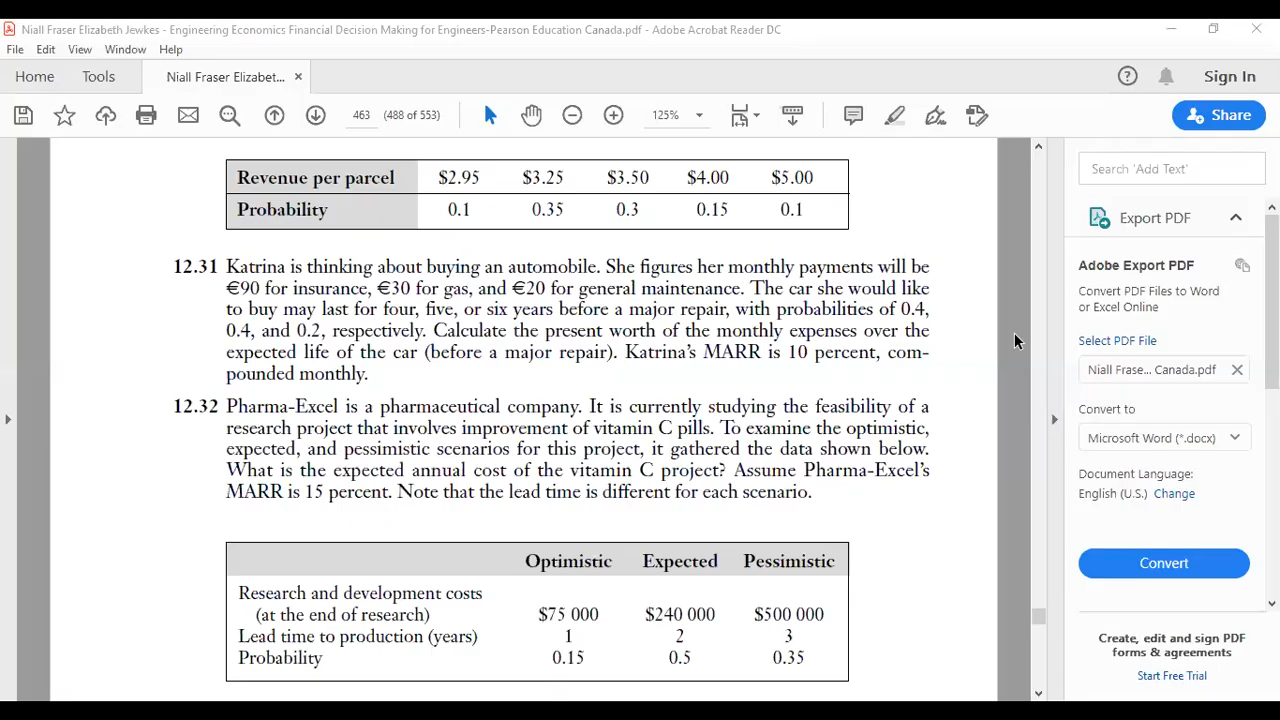 Niall Fraser Elizabeth Jewkes - Engineering Economics Financial Decision Making for Engineers-Pearson Education Canada.pdf - Adobe Acrobat Reader DC
File Edit View Window Help
Home Tools Niall Fraser Elizabet... × Sign In
463 (488 of 553) 125% Share
Revenue per parcel $2.95 $3.25 $3.50 $4.00 $5.00
Probability 0.1 0.35 0.3 0.15 0.1
12.31 Katrina is thinking about buying an automobile. She figures her monthly payments will be
€90 for insurance, €30 for gas, and €20 for general maintenance. The car she would like
to buy may last for four, five, or six years before a major repair, with probabilities of 0.4,
0.4, and 0.2, respectively. Calculate the present worth of the monthly expenses over the
expected life of the car (before a major repair). Katrina's MARR is 10 percent, com-
pounded monthly.
12.32 Pharma-Excel is a pharmaceutical company. It is currently studying the feasibility of a
research project that involves improvement of vitamin C pills. To examine the optimistic,
expected, and pessimistic scenarios for this project, it gathered the data shown below.
What is the expected annual cost of the vitamin C project? Assume Pharma-Excel's
MARR is 15 percent. Note that the lead time is different for each scenario.
Optimistic Expected Pessimistic
Research and development costs
(at the end of research) $75 000 $240 000 $500 000
Lead time to production (years) 1 2 3
Probability 0.15 0.5 0.35
Search 'Add Text'
Export PDF
Adobe Export PDF
Convert PDF Files to Word
or Excel Online
Select PDF File
Niall Frase... Canada.pdf
Convert to
Microsoft Word (*.docx)
Document Language:
English (U.S.) Change
Convert
Create, edit and sign PDF
forms & agreements
Start Free Trial